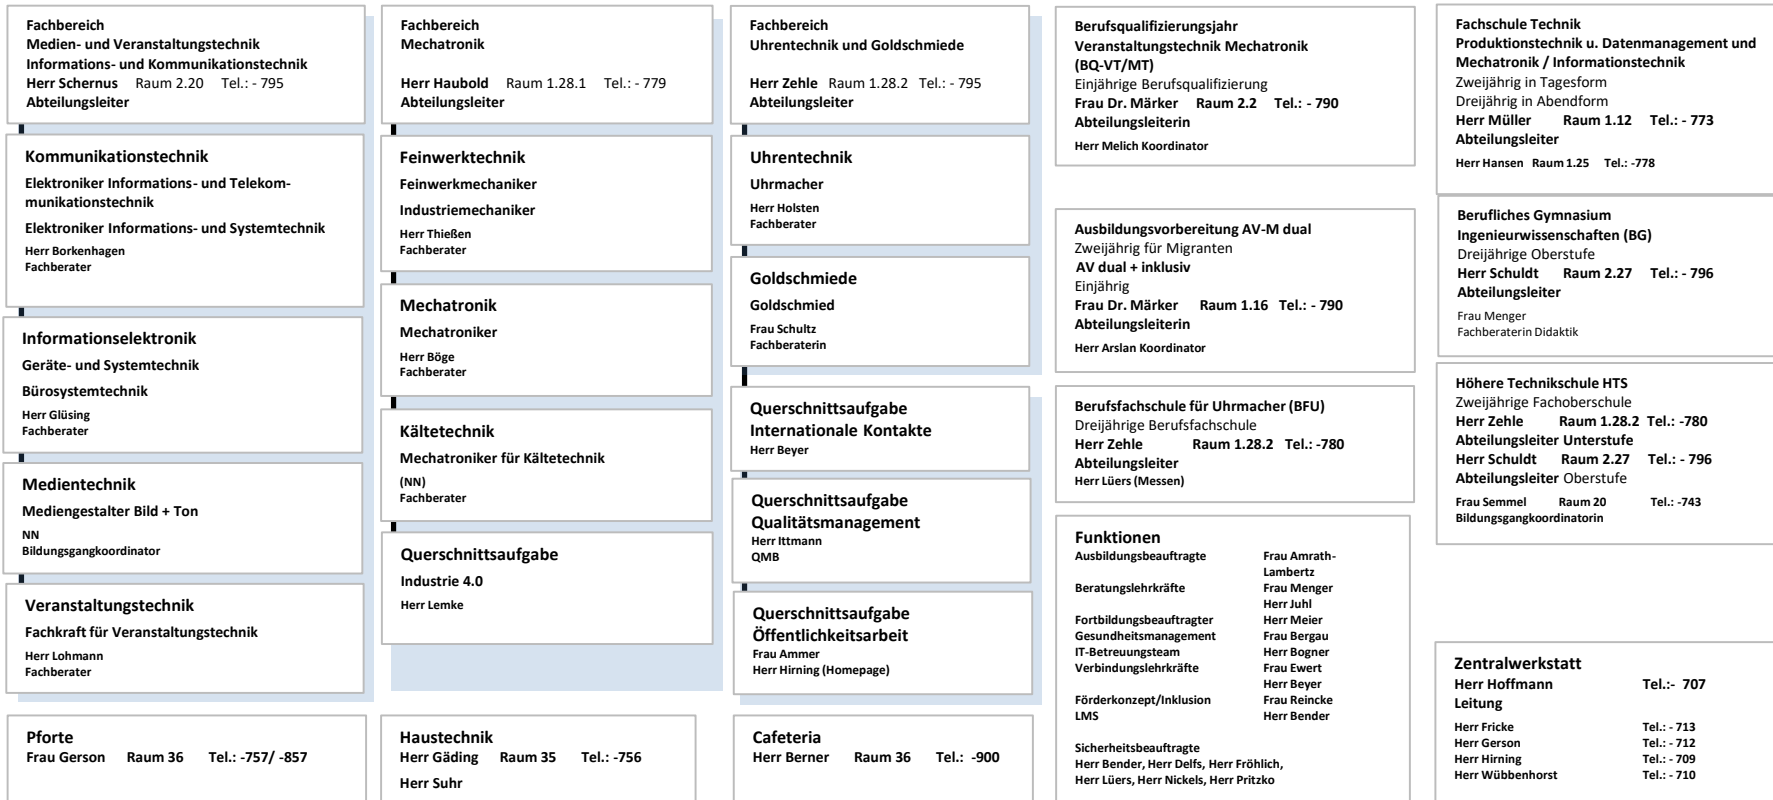 Fachbereich
Medien- und Veranstaltungstechnik
Informations- und Kommunikationstechnik
Herr Schernus Raum 2.20 Tel.: - 795
Abteilungsleiter
Kommunikationstechnik
Elektroniker Informations- und Telekom-
munikationstechnik
Elektroniker Informations- und Systemtechnik
Herr Borkenhagen
Fachberater
Informationselektronik
Geräte- und Systemtechnik
Bürosystemtechnik
Herr Glüsing
Fachberater
Medientechnik
Mediengestalter Bild + Ton
NN
Bildungsgangkoordinator
Veranstaltungstechnik
Fachkraft für Veranstaltungstechnik
Herr Lohmann
Fachberater
Pforte
Frau Gerson Raum 36 Tel.: -757/ -857
Fachbereich
Mechatronik
Herr Haubold Raum 1.28.1 Tel.: - 779
Abteilungsleiter
Feinwerktechnik
Feinwerkmechaniker
Industriemechaniker
Herr Thießen
Fachberater
Mechatronik
Mechatroniker
Herr Böge
Fachberater
Kältetechnik
Mechatroniker für Kältetechnik
(NN)
Fachberater
Querschnittsaufgabe
Industrie 4.0
Herr Lemke
Haustechnik
Herr Gäding Raum 35 Tel.: -756
Herr Suhr
Fachbereich
Uhrentechnik und Goldschmiede
Herr Zehle Raum 1.28.2 Tel.: - 795
Abteilungsleiter
Uhrentechnik
Uhrmacher
Herr Holsten
Fachberater
Goldschmiede
Goldschmied
Frau Schultz
Fachberaterin
Querschnittsaufgabe
Internationale Kontakte
Herr Beyer
Querschnittsaufgabe
Qualitätsmanagement
Herr Ittmann
QMB
Querschnittsaufgabe
Öffentlichkeitsarbeit
Frau Ammer
Herr Hirning (Homepage)
Cafeteria
Herr Berner Raum 36 Tel.: -900
Berufsqualifizierungsjahr
Veranstaltungstechnik Mechatronik
(BQ-VT/MT)
Einjährige Berufsqualifizierung
Frau Dr. Märker Raum 2.2 Tel.: - 790
Abteilungsleiterin
Herr Melich Koordinator
Ausbildungsvorbereitung AV-M dual
Zweijährig für Migranten
AV dual + inklusiv
Einjährig
Frau Dr. Märker Raum 1.16 Tel.: - 790
Abteilungsleiterin
Herr Arslan Koordinator
Berufsfachschule für Uhrmacher (BFU)
Dreijährige Berufsfachschule
Herr Zehle Raum 1.28.2 Tel.: -780
Abteilungsleiter
Herr Lüers (Messen)
Funktionen
Ausbildungsbeauftragte Frau Amrath-
Lambertz
Beratungslehrkräfte Frau Menger
Herr Juhl
Fortbildungsbeauftragter Herr Meier
Gesundheitsmanagement Frau Bergau
IT-Betreuungsteam Herr Bogner
Verbindungslehrkräfte Frau Ewert
Herr Beyer
Förderkonzept/Inklusion Frau Reincke
LMS Herr Bender
Sicherheitsbeauftragte
Herr Bender, Herr Delfs, Herr Fröhlich,
Herr Lüers, Herr Nickels, Herr Pritzko
Fachschule Technik
Produktionstechnik u. Datenmanagement und
Mechatronik / Informationstechnik
Zweijährig in Tagesform
Dreijährig in Abendform
Herr Müller Raum 1.12 Tel.: - 773
Abteilungsleiter
Herr Hansen Raum 1.25 Tel.: -778
Berufliches Gymnasium
Ingenieurwissenschaften (BG)
Dreijährige Oberstufe
Herr Schuldt Raum 2.27 Tel.: - 796
Abteilungsleiter
Frau Menger
Fachberaterin Didaktik
Höhere Technikschule HTS
Zweijährige Fachoberschule
Herr Zehle Raum 1.28.2 Tel.: -780
Abteilungsleiter Unterstufe
Herr Schuldt Raum 2.27 Tel.: - 796
Abteilungsleiter Oberstufe
Frau Semmel Raum 20 Tel.: -743
Bildungsgangkoordinatorin
Zentralwerkstatt
Herr Hoffmann Tel.:- 707
Leitung
Herr Fricke Tel.: - 713
Herr Gerson Tel.: - 712
Herr Hirning Tel.: - 709
Herr Wübbenhorst Tel.: - 710